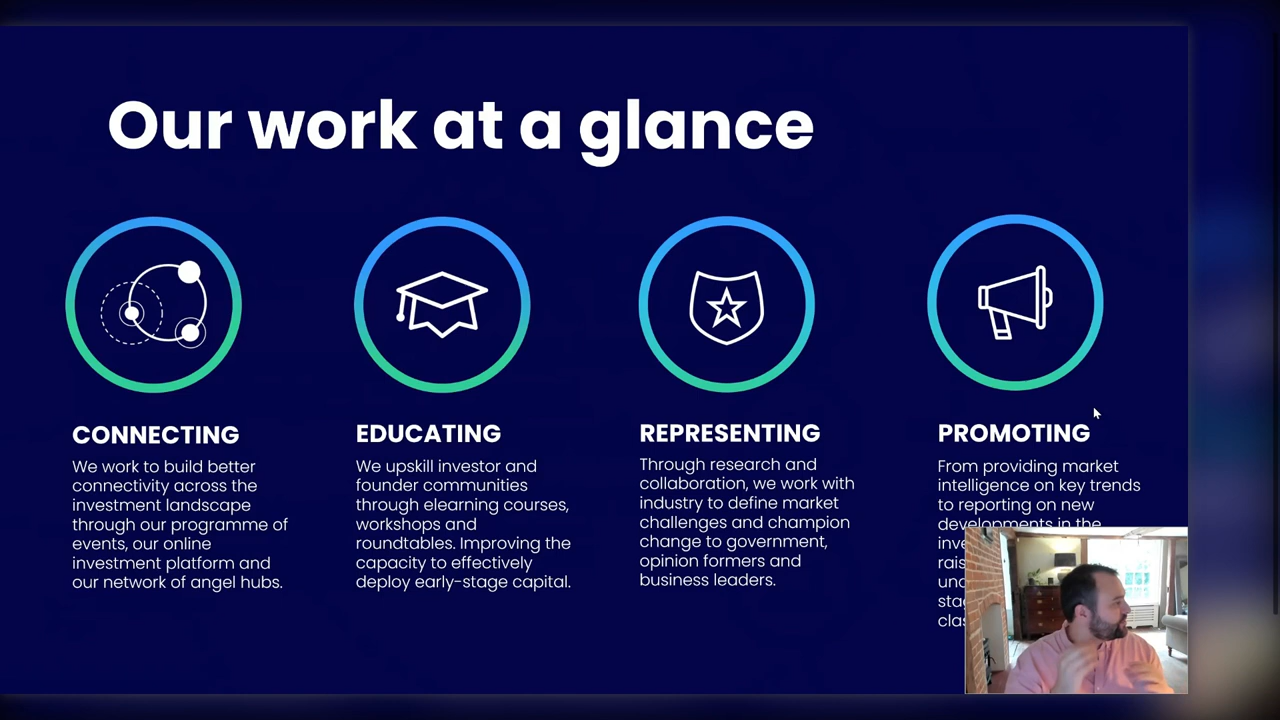 Our work at a glance
CONNECTING
We work to build better
connectivity across the
investment landscape
through our programme of
events, our online
investment platform and
our network of angel hubs.
EDUCATING
We upskill investor and
founder communities
through elearning courses,
workshops and
roundtables. Improving the
capacity to effectively
deploy early-stage capital.
REPRESENTING
Through research and
collaboration, we work with
industry to define market
challenges and champion
change to government,
opinion formers and
business leaders.
PROMOTING
From providing market
intelligence on key trends
to reporting on new
developments in the